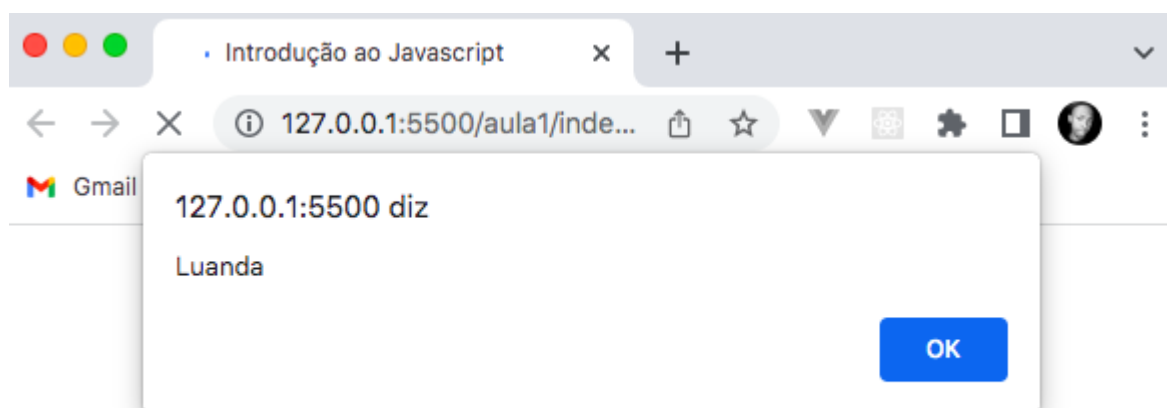 Introdução ao Javascript
127.0.0.1:5500/aula1/inde...
Gmail
127.0.0.1:5500 diz
Luanda
OK